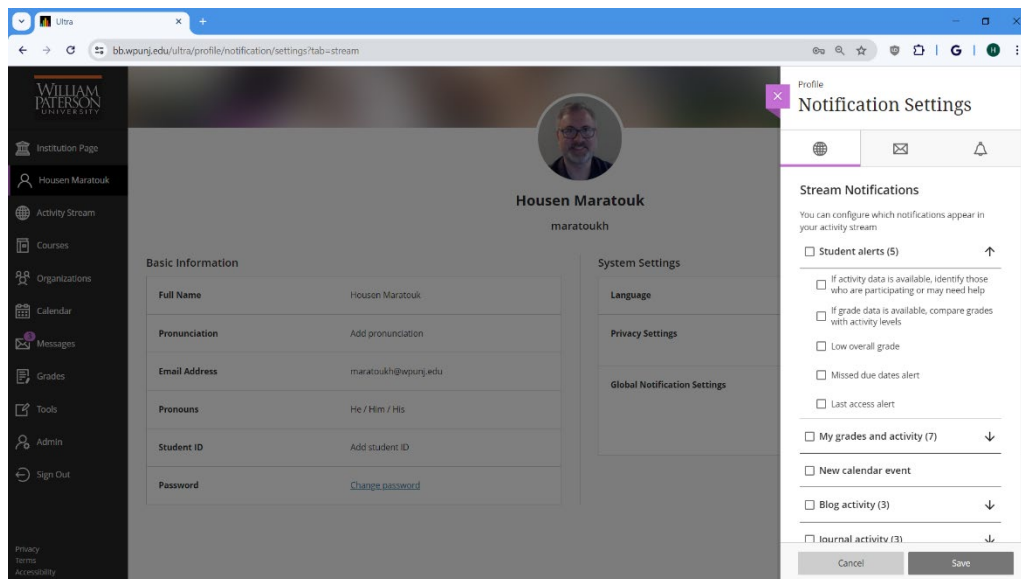 Ultra
bb.wpunj.edu/ultra/profile/notification/settings?tab=stream
G
H
WILLIAM
PATERSON
UNIVERSITY
Institution Page
Housen Maratouk
Activity Stream
Courses
Organizations
Calendar
Messages
Grades
Tools
Admin
Sign Out
Privacy
Terms
Accessibility
Housen Maratouk
maratoukh
Basic Information
Full Name Housen Maratouk
Pronunciation Add pronunciation
Email Address maratoukh@wpunj.edu
Pronouns He / Him / His
Student ID Add student ID
Password Change password
System Settings
Language
Privacy Settings
Global Notification Settings
Profile
Notification Settings
Stream Notifications
You can configure which notifications appear in
your activity stream
Student alerts (5)
If activity data is available, identify those
who are participating or may need help
If grade data is available, compare grades
with activity levels
Low overall grade
Missed due dates alert
Last access alert
My grades and activity (7)
New calendar event
Blog activity (3)
Journal activity (3)
Cancel
Save